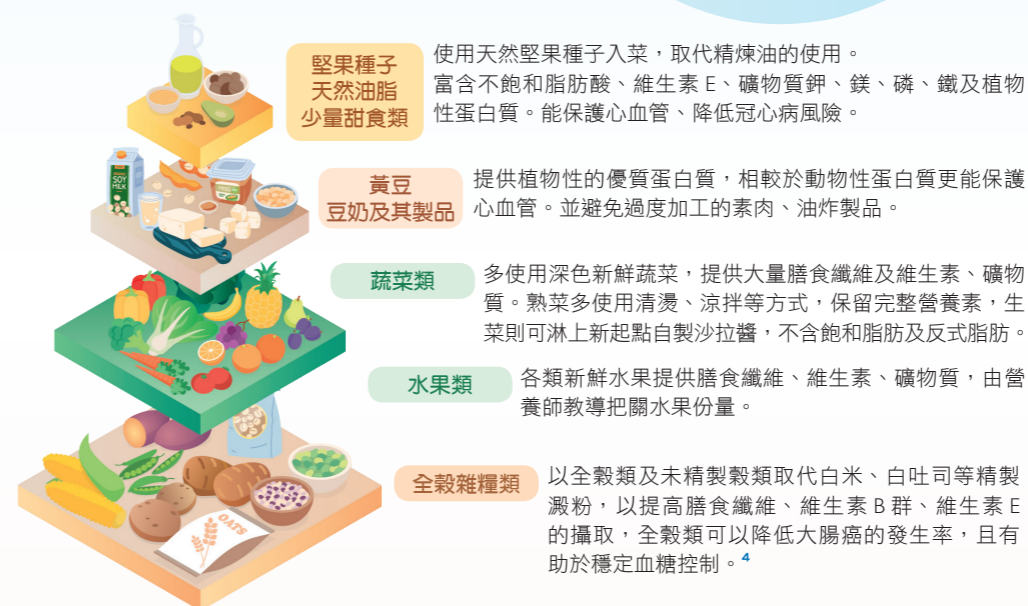 堅果種子
天然油脂
少量甜食類
使用天然堅果種子入菜，取代精煉油的使用。
富含不飽和脂肪酸、維生素 E、礦物質鉀、鎂、磷、鐵及植物
性蛋白質。能保護心血管、降低冠心病風險。
SOY
MILK
黃豆
豆奶及其製品
提供植物性的優質蛋白質，相較於動物性蛋白質更能保護
心血管。並避免過度加工的素肉、油炸製品。
蔬菜類
多使用深色新鮮蔬菜，提供大量膳食纖維及維生素、礦物
質。熟菜多使用清燙、涼拌等方式，保留完整營養素，生
菜則可淋上新起點自製沙拉醬，不含飽和脂肪及反式脂肪。
水果類
各類新鮮水果提供膳食纖維、維生素、礦物質，由營
養師教導把關水果份量。
全穀雜糧類
以全穀類及未精製穀類取代白米、白吐司等精製
澱粉，以提高膳食纖維、維生素 B 群、維生素 E
的攝取，全穀類可以降低大腸癌的發生率，且有
助於穩定血糖控制。4
OATS